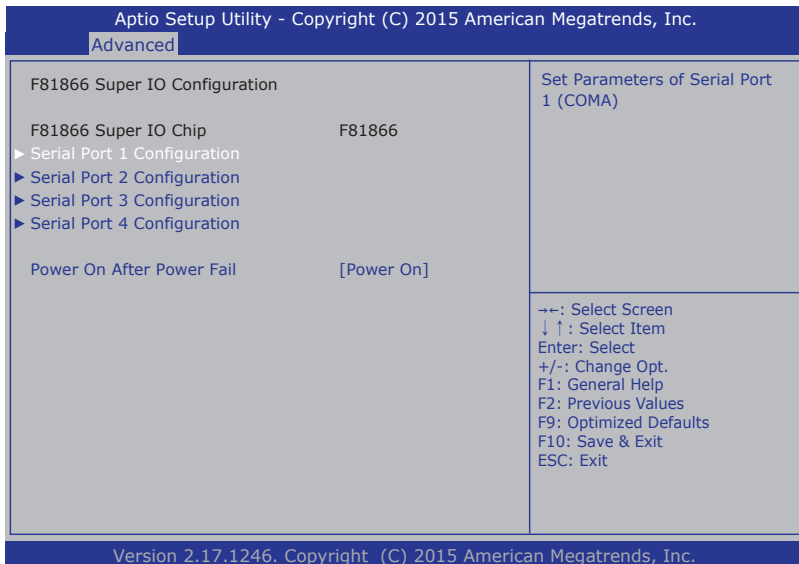 Aptio Setup Utility - Copyright (C) 2015 American Megatrends, Inc.
Advanced
F81866 Super IO Configuration
F81866 Super IO Chip F81866
► Serial Port 1 Configuration
► Serial Port 2 Configuration
► Serial Port 3 Configuration
► Serial Port 4 Configuration
Power On After Power Fail [Power On]
Set Parameters of Serial Port
1 (COMA)
→←: Select Screen
↓↑: Select Item
Enter: Select
+/-: Change Opt.
F1: General Help
F2: Previous Values
F9: Optimized Defaults
F10: Save & Exit
ESC: Exit
Version 2.17.1246. Copyright (C) 2015 American Megatrends, Inc.